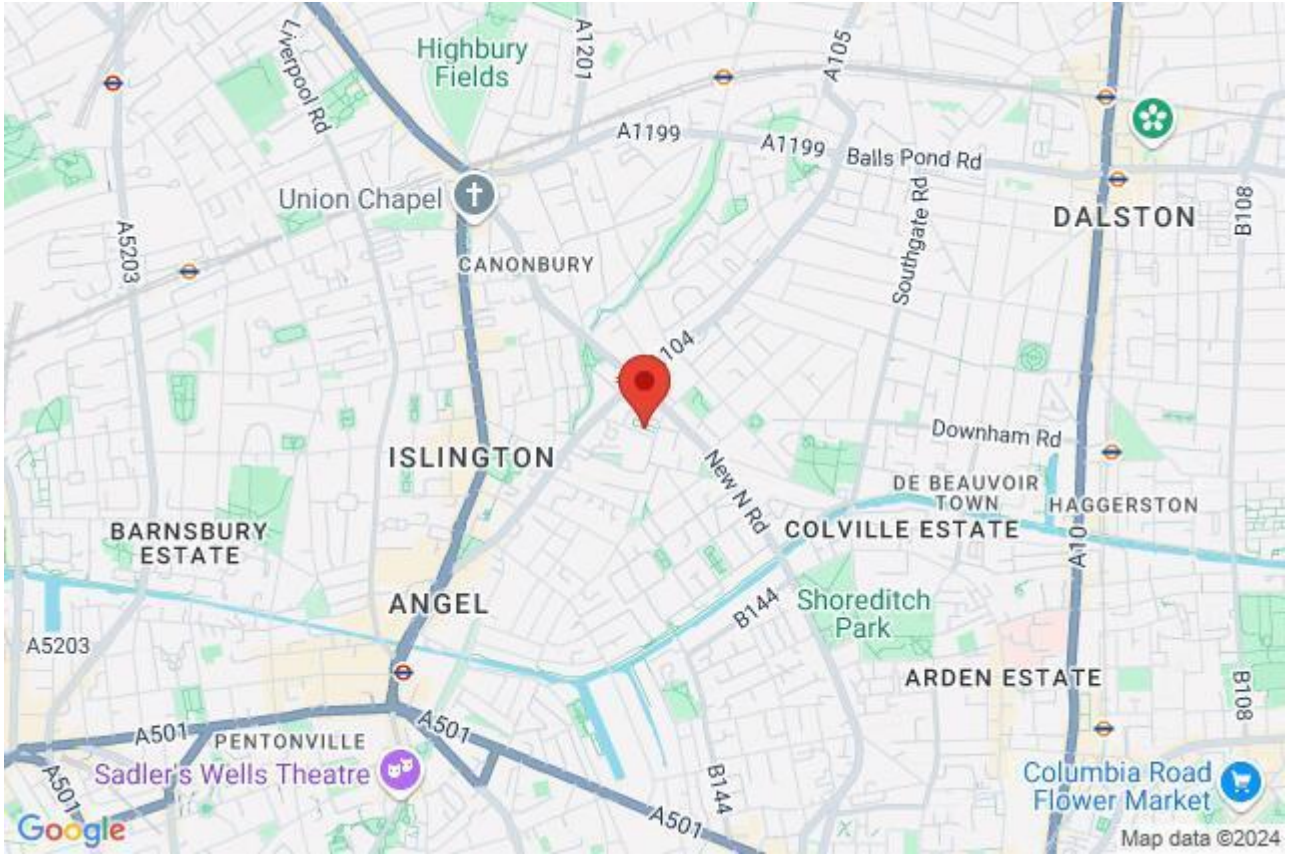 A1201
A105
Highbury
Fields
Liverpool Rd
A1199
A1199
Balls Pond Rd
Union Chapel
Southgate Rd
B108
DALSTON
A5203
CANONBURY
104
Downham Rd
ISLINGTON
New N Rd
DE BEAUVOIR
TOWN
HAGGERSTON
BARNSBURY
ESTATE
COLVILLE ESTATE
A10
ANGEL
Shoreditch
Park
B144
A5203
ARDEN ESTATE
B108
A501
PENTONVILLE
A501
Sadler's Wells Theatre
A501
B144
Columbia Road
Flower Market
A501
Google
Map data ©2024